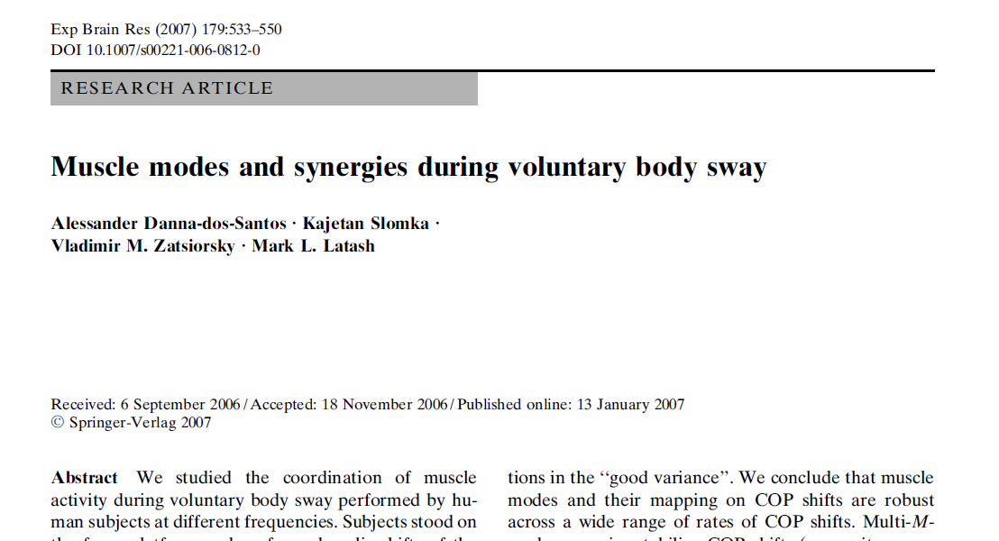 Exp Brain Res (2007) 179:533–550
DOI 10.1007/s00221-006-0812-0
RESEARCH ARTICLE
Muscle modes and synergies during voluntary body sway
Alessander Danna-dos-Santos · Kajetan Slomka ·
Vladimir M. Zatsiorsky · Mark L. Latash
Received: 6 September 2006 / Accepted: 18 November 2006 / Published online: 13 January 2007
© Springer-Verlag 2007
Abstract We studied the coordination of muscle
activity during voluntary body sway performed by hu-
man subjects at different frequencies. Subjects stood on
tions in the ‘‘good variance’’. We conclude that muscle
modes and their mapping on COP shifts are robust
across a wide range of rates of COP shifts. Multi-M-